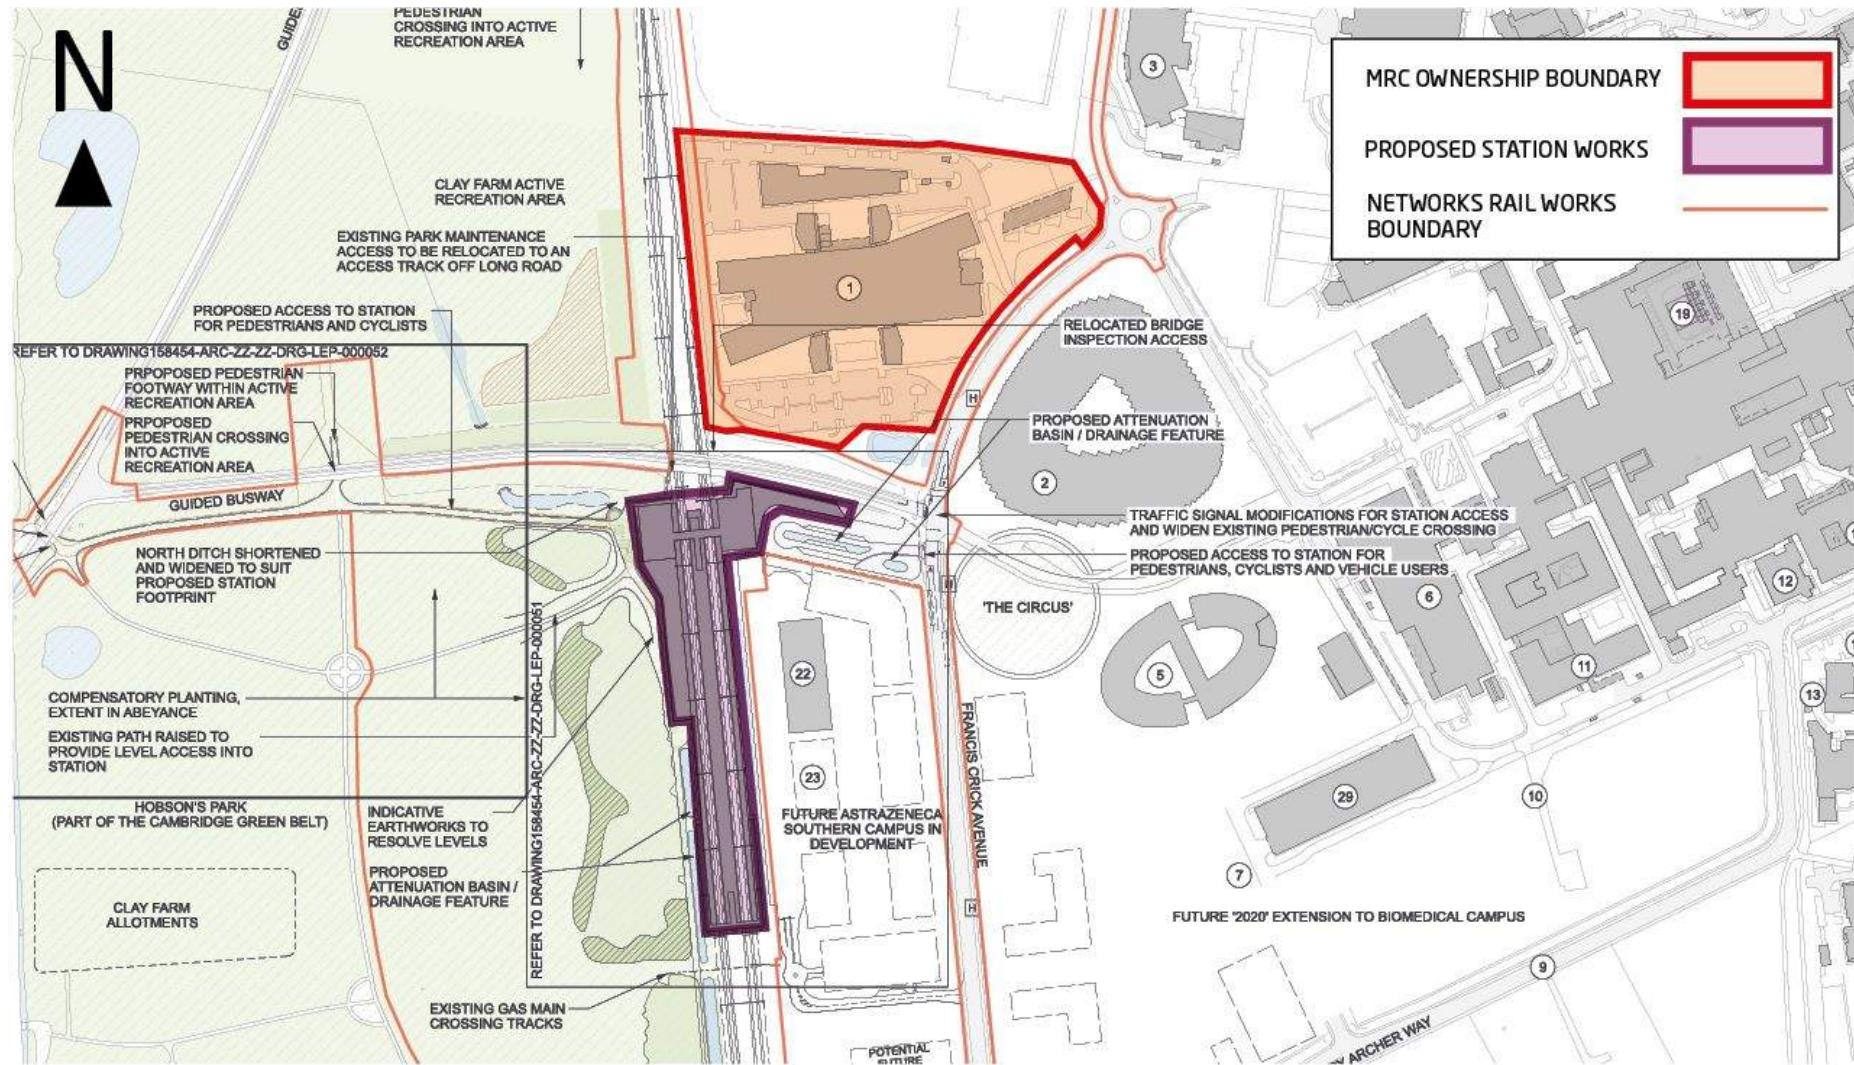 N
GUIDE
PEDESTRIAN
CROSSING INTO ACTIVE
RECREATION AREA
3
MRC OWNERSHIP BOUNDARY
PROPOSED STATION WORKS
NETWORKS RAIL WORKS
BOUNDARY
CLAY FARM ACTIVE
RECREATION AREA
EXISTING PARK MAINTENANCE
ACCESS TO BE RELOCATED TO AN
ACCESS TRACK OFF LONG ROAD
1
19
PROPOSED ACCESS TO STATION
FOR PEDESTRIANS AND CYCLISTS
RELOCATED BRIDGE
INSPECTION ACCESS
REFER TO DRAWING158454-ARC-ZZ-ZZ-DRG-LEP-000052
PRPOPOSED PEDESTRIAN
FOOTWAY WITHIN ACTIVE
RECREATION AREA
H
PRPOPOSED
PEDESTRIAN CROSSING
INTO ACTIVE
RECREATION AREA
PROPOSED ATTENUATION
BASIN / DRAINAGE FEATURE
2
GUIDED BUSWAY
TRAFFIC SIGNAL MODIFICATIONS FOR STATION ACCESS
AND WIDEN EXISTING PEDESTRIAN/CYCLE CROSSING
NORTH DITCH SHORTENED
AND WIDENED TO SUIT
PROPOSED STATION
FOOTPRINT
PROPOSED ACCESS TO STATION FOR
PEDESTRIANS, CYCLISTS AND VEHICLE USERS
H
'THE CIRCUS'
6
12
11
5
22
13
REFER TO DRAWING158454-ARC-ZZ-ZZ-DRG-LEP-000051
COMPENSATORY PLANTING,
EXTENT IN ABEYANCE
EXISTING PATH RAISED TO
PROVIDE LEVEL ACCESS INTO
STATION
FRANCIS CRICK AVENUE
23
29
10
HOBSON'S PARK
(PART OF THE CAMBRIDGE GREEN BELT)
INDICATIVE
EARTHWORKS TO
RESOLVE LEVELS
FUTURE ASTRAZENECA
SOUTHERN CAMPUS IN
DEVELOPMENT
PROPOSED
ATTENUATION BASIN /
DRAINAGE FEATURE
7
H
CLAY FARM
ALLOTMENTS
FUTURE '2020' EXTENSION TO BIOMEDICAL CAMPUS
9
EXISTING GAS MAIN
CROSSING TRACKS
Y ARCHER WAY
POTENTIAL
FUTURE